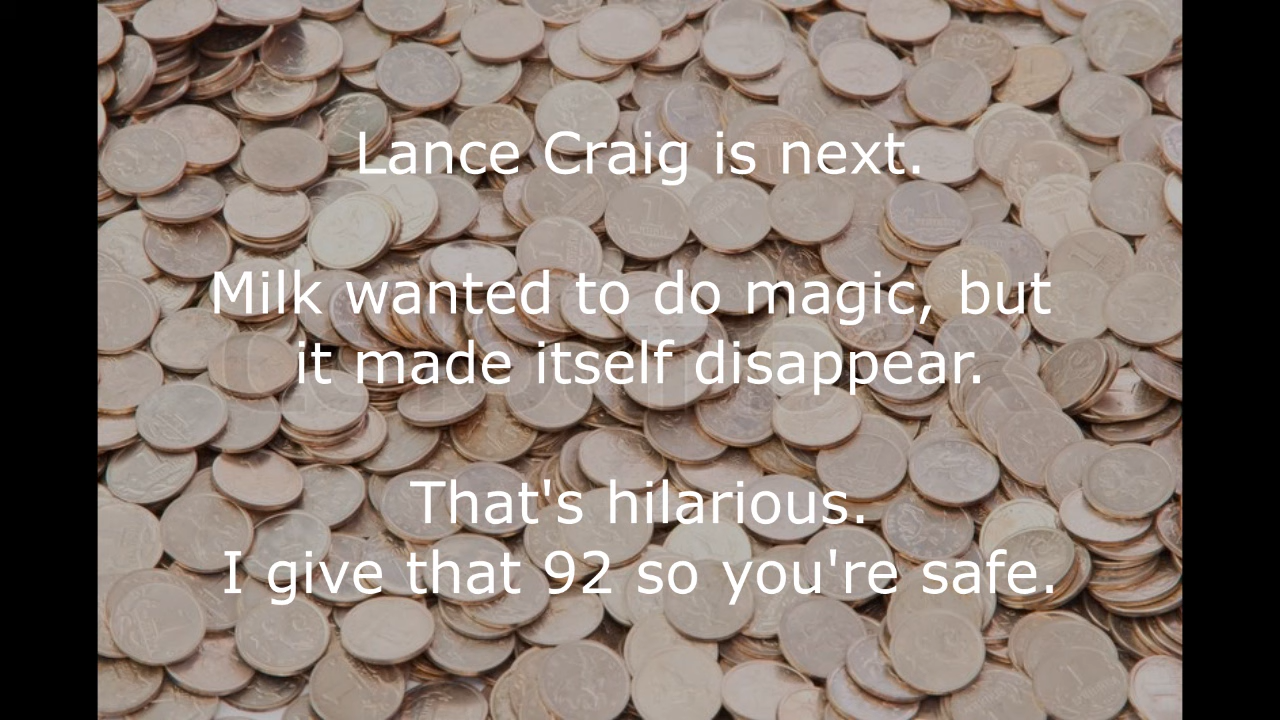 Lance Craig is next.
Milk wanted to do magic, but
it made itself disappear.
That's hilarious.
I give that 92 so you're safe.